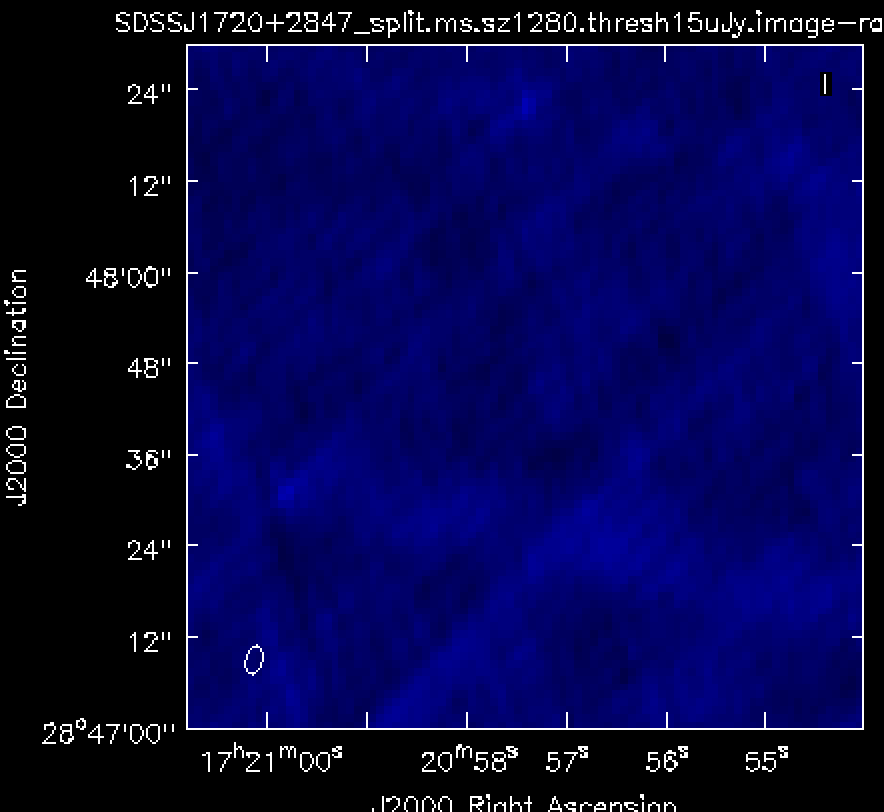 SDSSJ1720+2847_split.ms.sz1280.thresh15uJy.image-ra
I
24"
12"
48'00"
48"
36"
24"
12"
28°47'00"
J2000 Declination
17ʰ21ᵐ00ˢ 20ᵐ58ˢ 57ˢ 56ˢ 55ˢ
J2000 Right Ascension